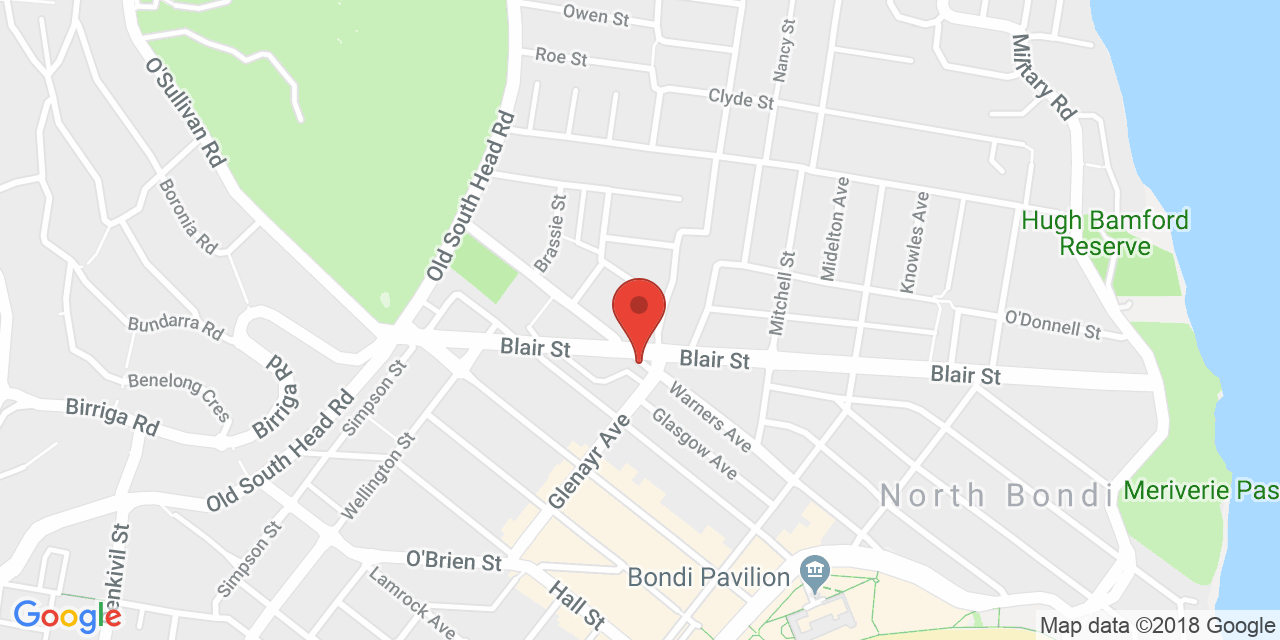 Owen St
Nancy St
Roe St
Military Rd
Clyde St
O'Sullivan Rd
Old South Head Rd
Boronia Rd
Brassie St
Midelton Ave
Knowles Ave
Hugh Bamford
Reserve
Mitchell St
Bundarra Rd
O'Donnell St
Blair St
Blair St
Blair St
Benelong Cres
Birriga Rd
Birriga Rd
Simpson St
Old South Head Rd
Warners Ave
Glasgow Ave
Glenayr Ave
Wellington St
North Bondi
Meriverie Pas
Simpson St
enkivil St
O'Brien St
Lamrock Ave
Hall St
Bondi Pavilion
Google
Map data ©2018 Google